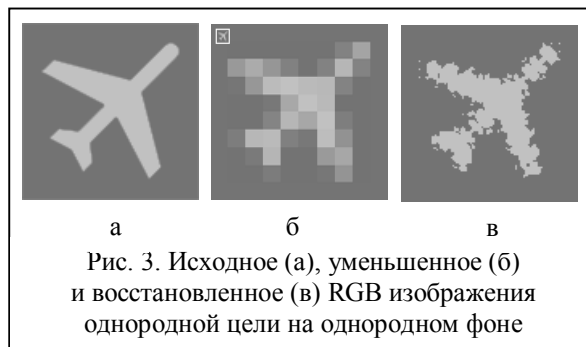 а б в
Рис. 3. Исходное (а), уменьшенное (б)
и восстановленное (в) RGB изображения
однородной цели на однородном фоне